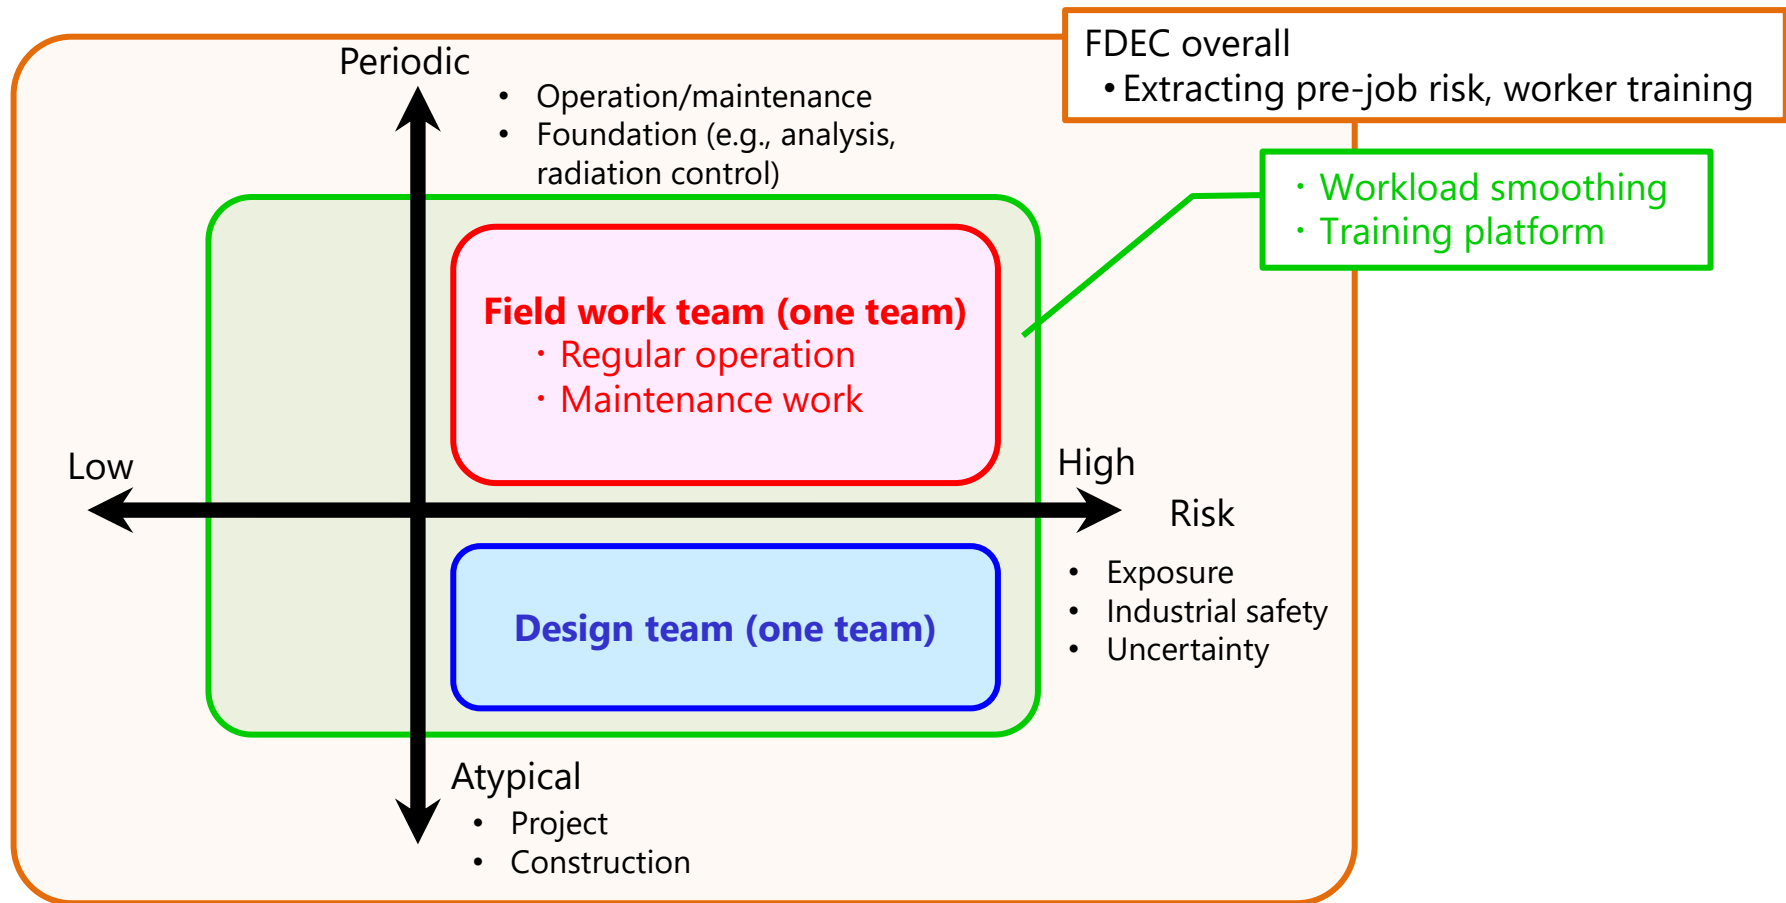 FDEC overall
•Extracting pre-job risk, worker training
Periodic
• Operation/maintenance
• Foundation (e.g., analysis,
radiation control)
・Workload smoothing
・Training platform
Field work team (one team)
・Regular operation
・Maintenance work
Low
High
Risk
• Exposure
• Industrial safety
• Uncertainty
Design team (one team)
Atypical
• Project
• Construction